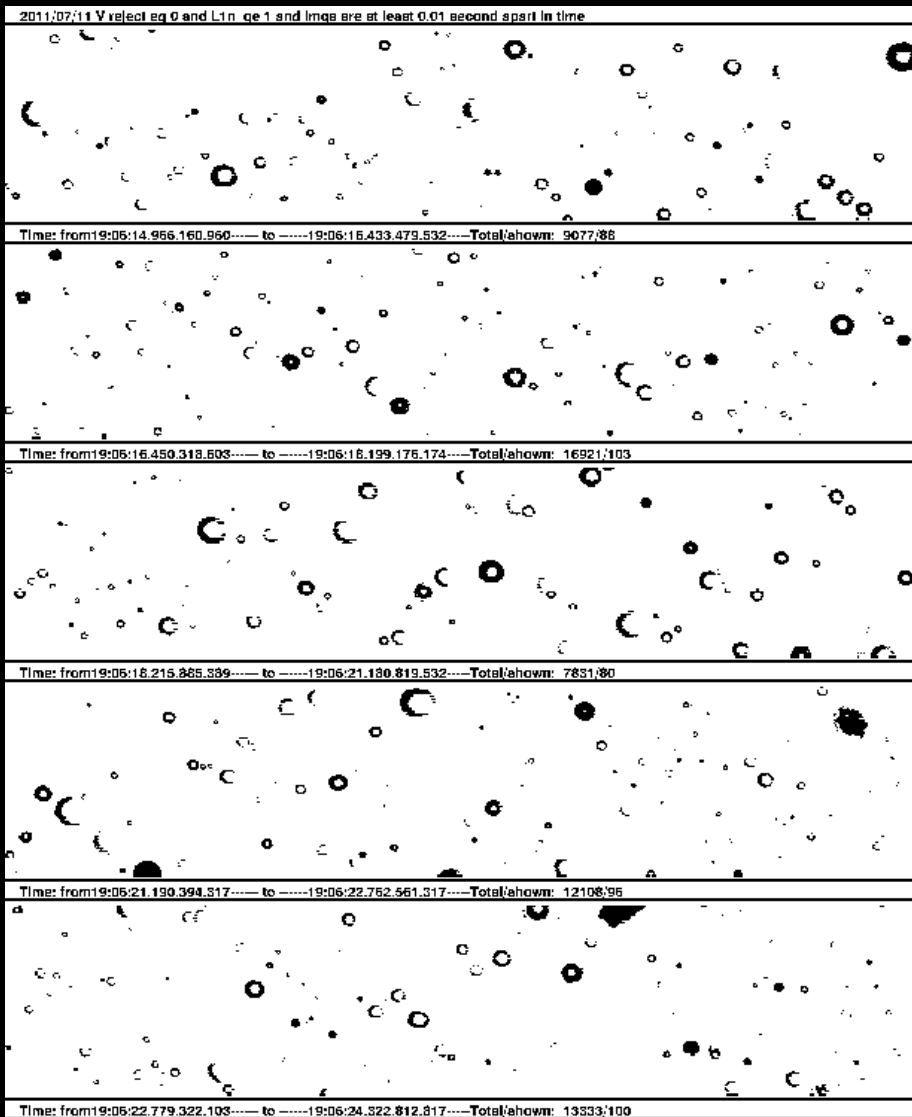 2011/07/11 V reject eq 0 and L1n_ge 1 and Imgs are at least 0.01 second apart in time
Time: from19:06:14.966.160.960------ to ------19:06:16.433.479.532----Total/shown: 9077/88
Time: from19:06:16.450.318.603------ to ------19:06:18.199.176.174----Total/shown: 16921/103
Time: from19:06:18.215.885.389------ to ------19:06:21.180.819.532----Total/shown: 7831/80
Time: from19:06:21.190.394.317------ to ------19:06:22.762.561.317----Total/shown: 12108/96
Time: from19:06:22.779.322.103------ to ------19:06:24.322.812.817----Total/shown: 13333/100